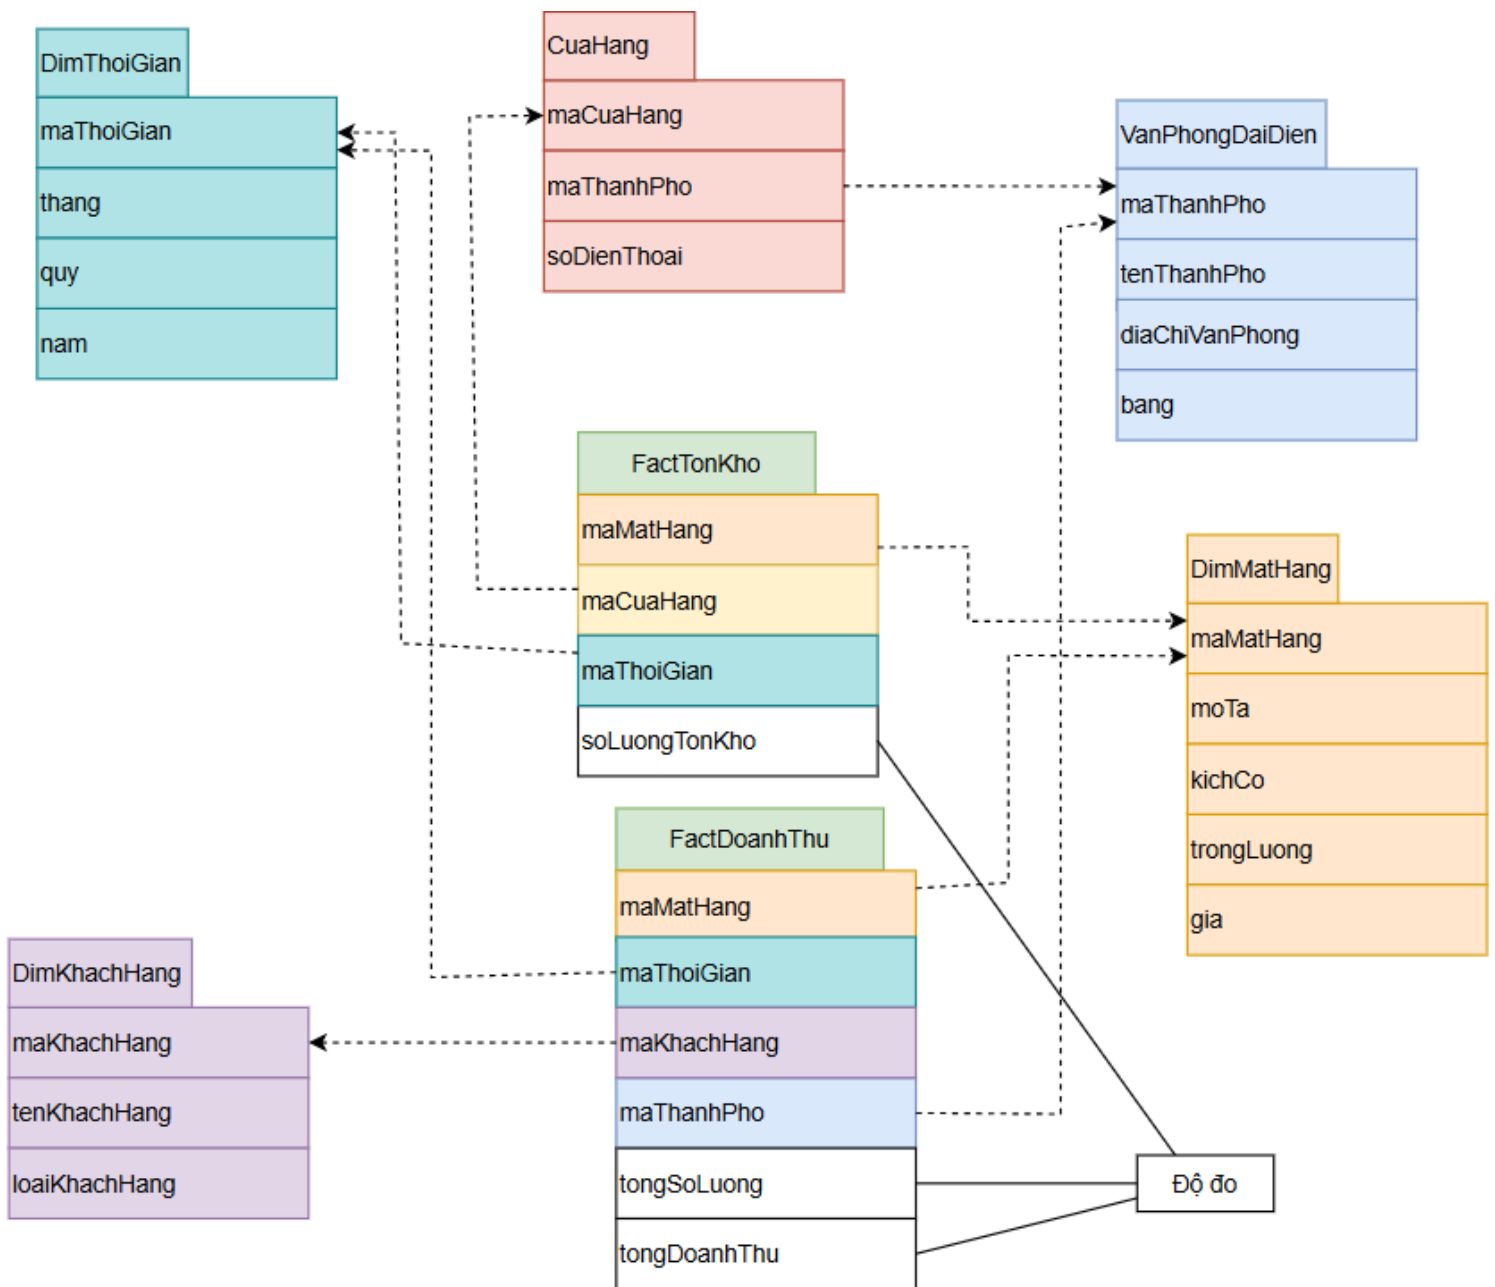 DimThoiGian
maThoiGian
thang
quy
nam
CuaHang
maCuaHang
maThanhPho
soDienThoai
VanPhongDaiDien
maThanhPho
tenThanhPho
diaChiVanPhong
bang
FactTonKho
maMatHang
maCuaHang
maThoiGian
soLuongTonKho
DimMatHang
maMatHang
moTa
kichCo
trongLuong
gia
FactDoanhThu
maMatHang
maThoiGian
maKhachHang
maThanhPho
tongSoLuong
tongDoanhThu
DimKhachHang
maKhachHang
tenKhachHang
loaiKhachHang
Độ đo